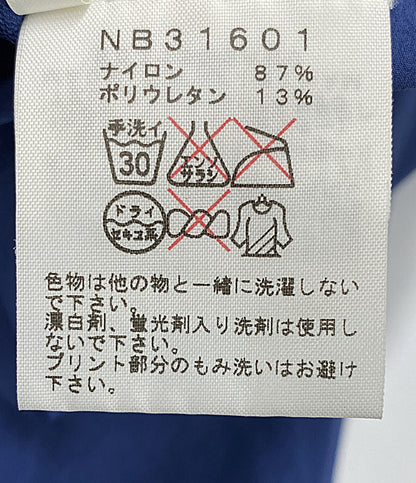 NB31601
ナイロン 87%
ポリウレタン 13%
手洗イ
30
エンソ
サラシ
ドライ
セキユ系
色物は他の物と一緒に洗濯しない
で下さい。
漂白剤、蛍光剤入り洗剤は使用し
ないで下さい。
プリント部分のもみ洗いはお避け
下さい。